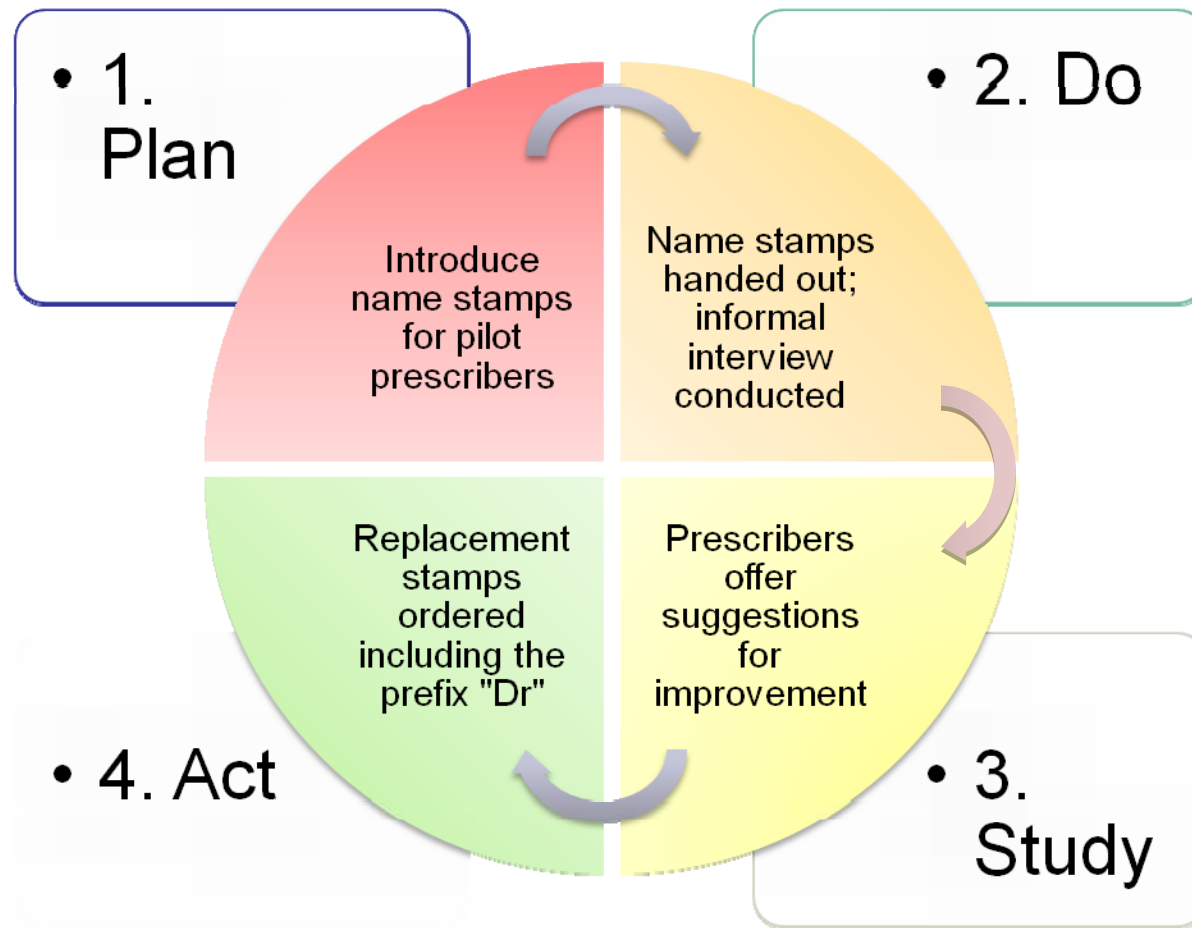 • 1.
Plan
Introduce
name stamps
for pilot
prescribers
• 2. Do
Name stamps
handed out;
informal
interview
conducted
• 3.
Study
Prescribers
offer
suggestions
for
improvement
• 4. Act
Replacement
stamps
ordered
including the
prefix "Dr"